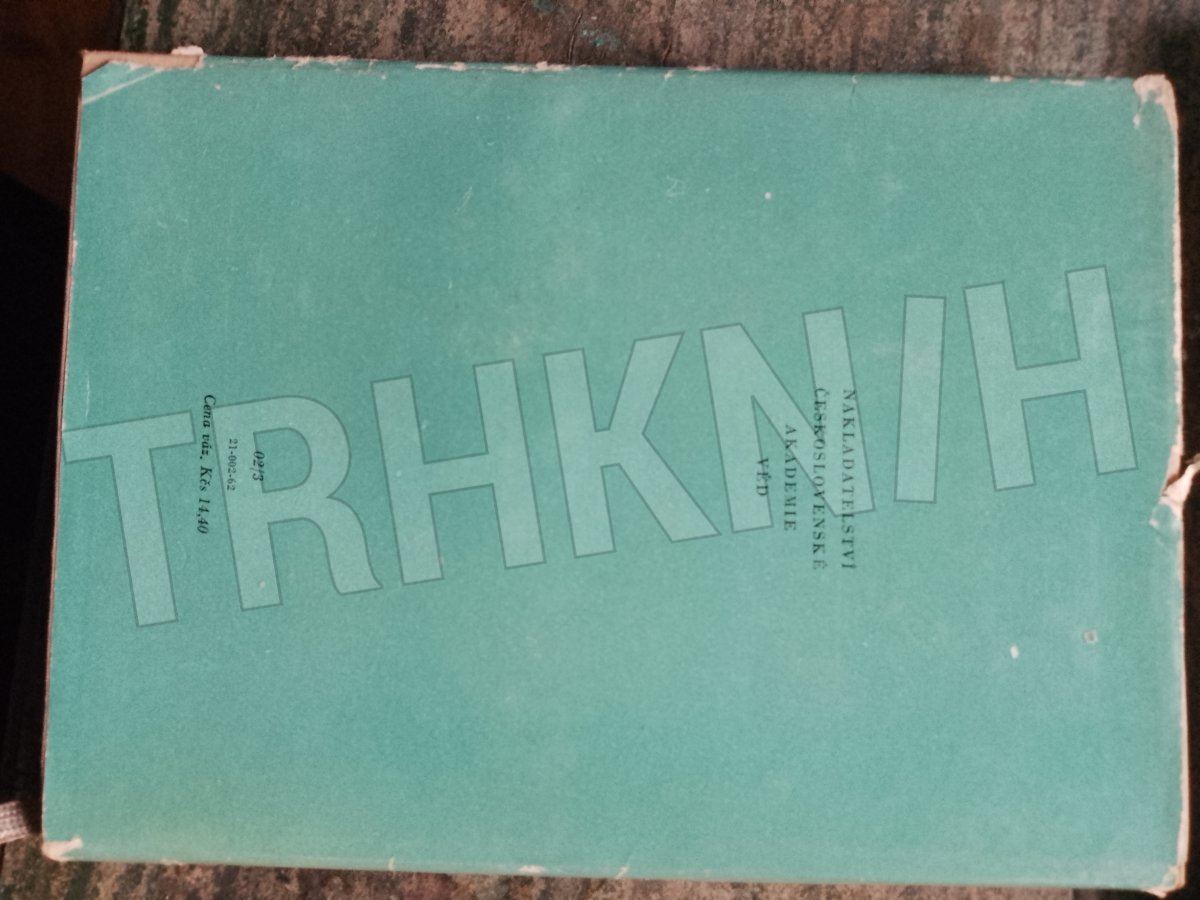 NAKLADATELSTVÍ
ČESKOSLOVENSKÉ
AKADEMIE
VĚD
02/3
21-002-62
Cena váz. Kčs 14,40
TRHKNIH